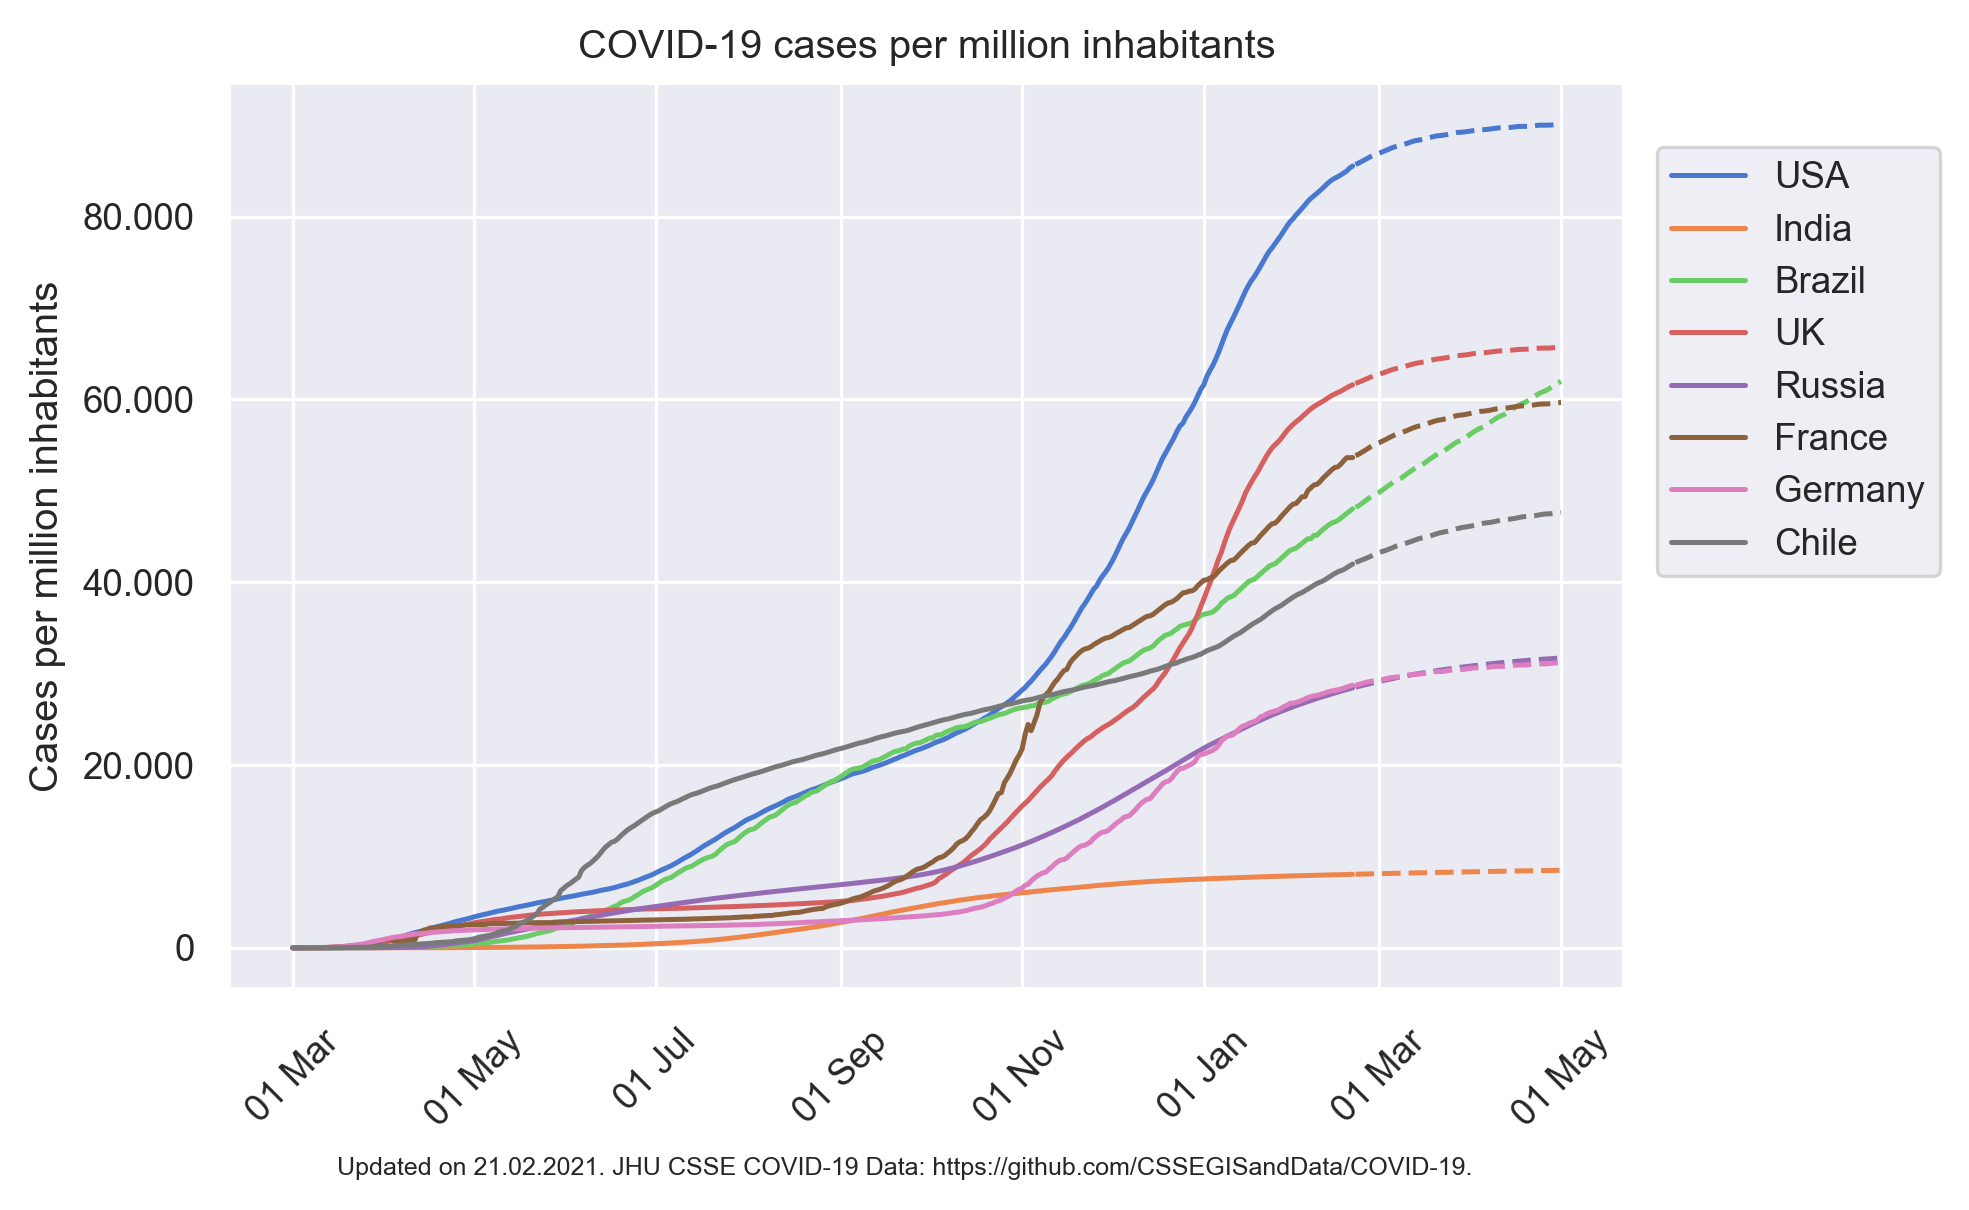 COVID-19 cases per million inhabitants
Cases per million inhabitants
80.000
60.000
40.000
20.000
0
01 Mar
01 May
01 Jul
01 Sep
01 Nov
01 Jan
01 Mar
01 May
USA
India
Brazil
UK
Russia
France
Germany
Chile
Updated on 21.02.2021. JHU CSSE COVID-19 Data: https://github.com/CSSEGISandData/COVID-19.